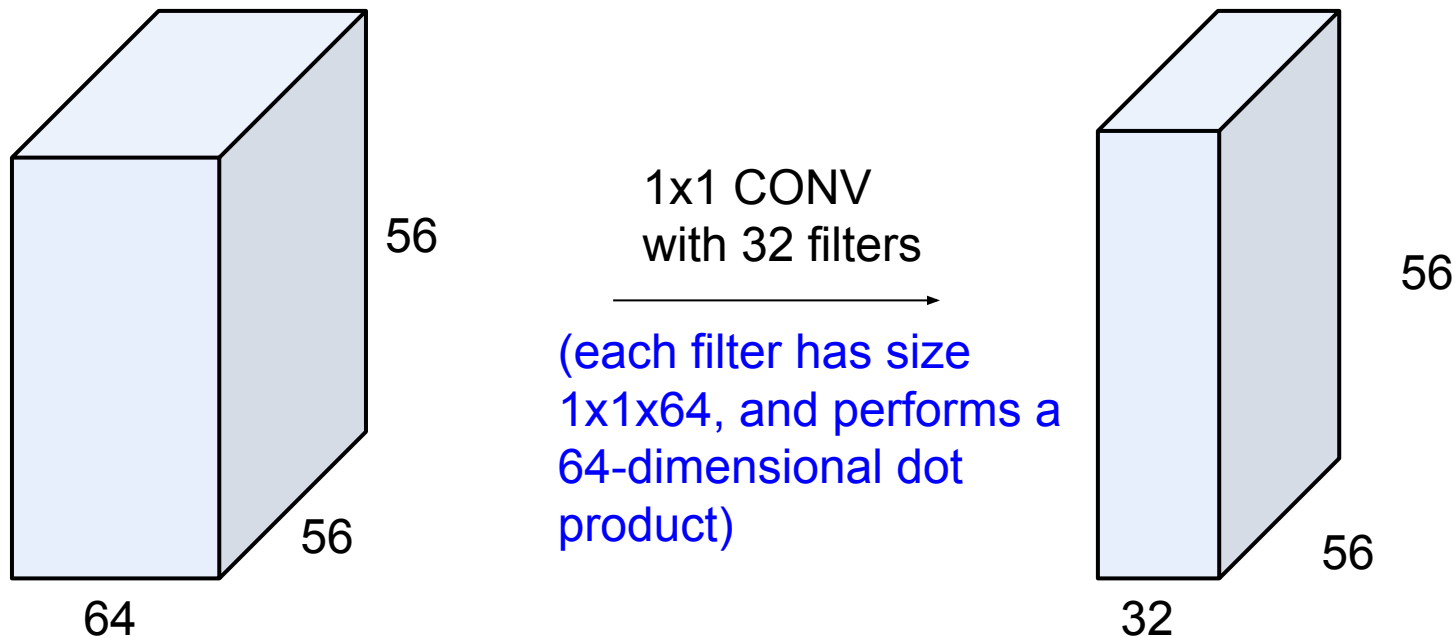 56
56
64
1x1 CONV
with 32 filters
(each filter has size
1x1x64, and performs a
64-dimensional dot
product)
56
56
32